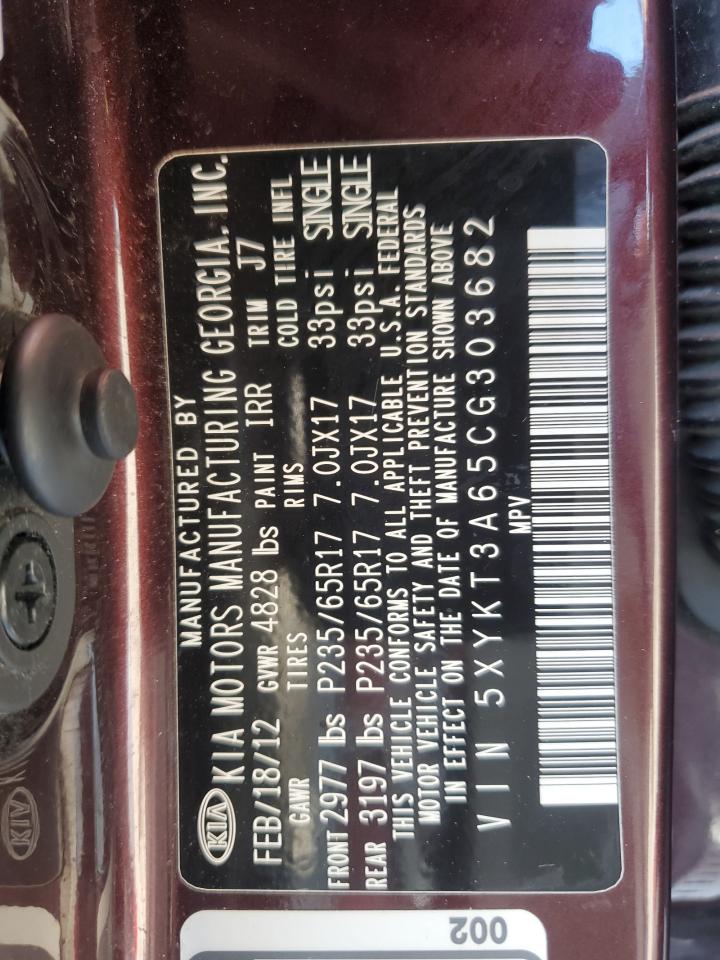 MANUFACTURED BY
KIA KIA MOTORS MANUFACTURING GEORGIA, INC.
FEB/18/12 GVWR 4828 lbs PAINT IRR TRIM J7
GAWR TIRES RIMS COLD TIRE INFL
FRONT 2977 lbs P235/65R17 7.0JX17 33psi SINGLE
REAR 3197 lbs P235/65R17 7.0JX17 33psi SINGLE
THIS VEHICLE CONFORMS TO ALL APPLICABLE U.S.A. FEDERAL
MOTOR VEHICLE SAFETY AND THEFT PREVENTION STANDARDS
IN EFFECT ON THE DATE OF MANUFACTURE SHOWN ABOVE
VIN 5XYKT3A65CG303682
MPV
002
KIA